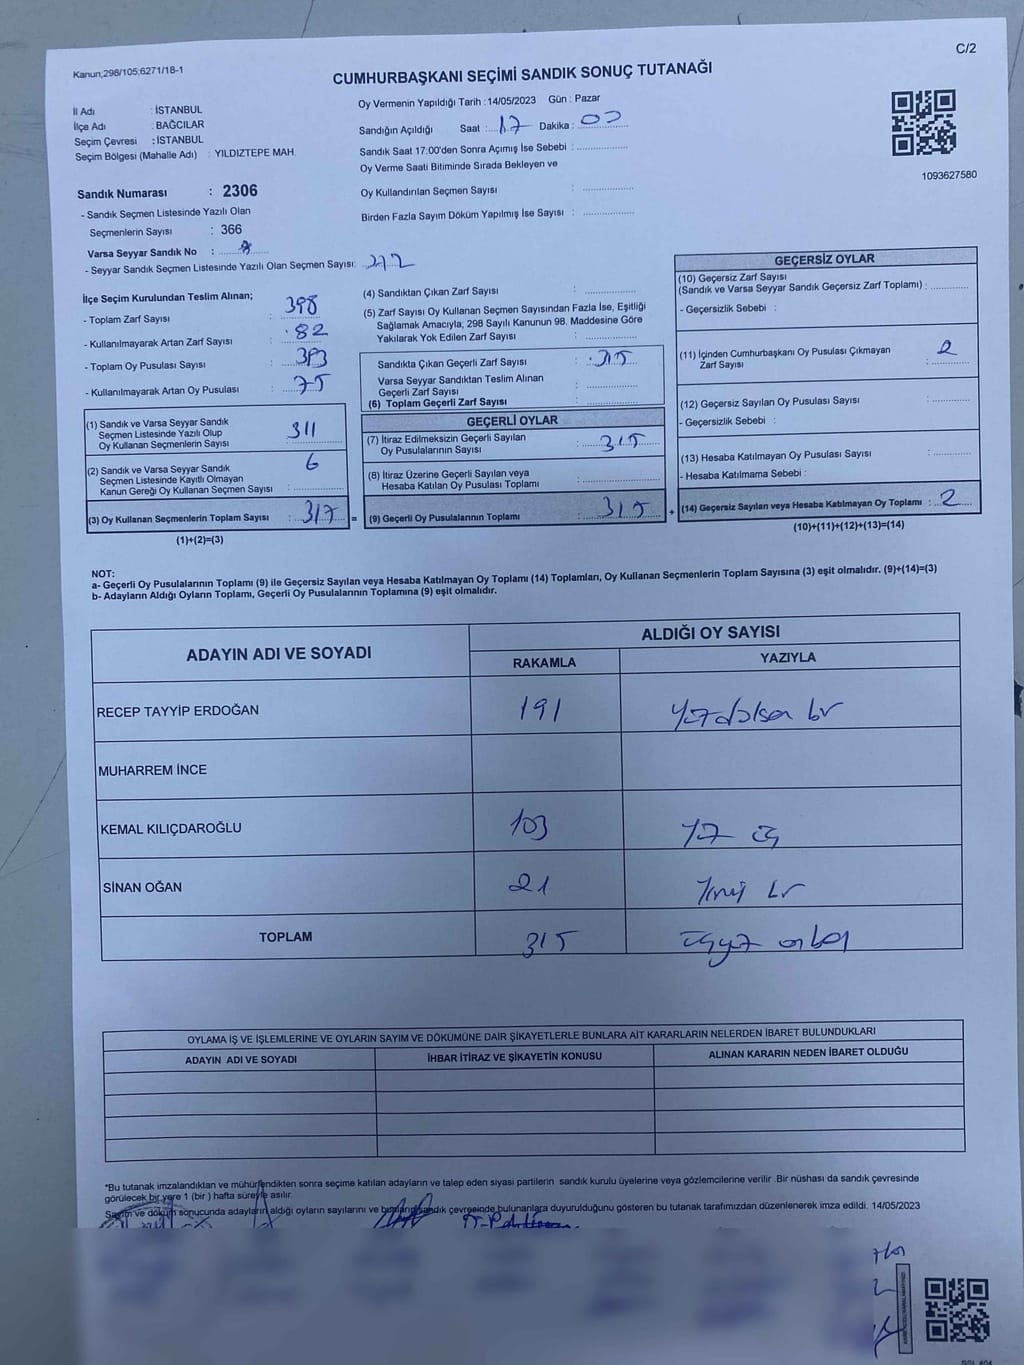 C/2
Kanun,298/105;6271/18-1
CUMHURBAŞKANI SEÇİMİ SANDIK SONUÇ TUTANAĞI
İl Adı : İSTANBUL
İlçe Adı : BAĞCILAR
Seçim Çevresi : İSTANBUL
Seçim Bölgesi (Mahalle Adı) : YILDIZTEPE MAH.
Sandık Numarası : 2306
- Sandık Seçmen Listesinde Yazılı Olan
Seçmenlerin Sayısı : 366
Varsa Seyyar Sandık No :
- Seyyar Sandık Seçmen Listesinde Yazılı Olan Seçmen Sayısı:
Oy Vermenin Yapıldığı Tarih : 14/05/2023 Gün : Pazar
Sandığın Açıldığı Saat : 17 Dakika : 00
Sandık Saat 17:00'den Sonra Açımış İse Sebebi :
Oy Verme Saati Bitiminde Sırada Bekleyen ve
Oy Kullandırılan Seçmen Sayısı :
Birden Fazla Sayım Döküm Yapılmış İse Sayısı :
1093627580
İlçe Seçim Kurulundan Teslim Alınan;
- Toplam Zarf Sayısı : 398
- Kullanılmayarak Artan Zarf Sayısı : 82
- Toplam Oy Pusulası Sayısı : 393
- Kullanılmayarak Artan Oy Pusulası : 75
(1) Sandık ve Varsa Seyyar Sandık
Seçmen Listesinde Yazılı Olup
Oy Kullanan Seçmenlerin Sayısı : 311
(2) Sandık ve Varsa Seyyar Sandık
Seçmen Listesinde Kayıtlı Olmayan
Kanun Gereği Oy Kullanan Seçmen Sayısı : 6
(3) Oy Kullanan Seçmenlerin Toplam Sayısı : 317 =
(1)+(2)=(3)
(4) Sandıktan Çıkan Zarf Sayısı :
(5) Zarf Sayısı Oy Kullanan Seçmen Sayısından Fazla İse, Eşitliği
Sağlamak Amacıyla, 298 Sayılı Kanunun 98. Maddesine Göre
Yakılarak Yok Edilen Zarf Sayısı :
Sandıkta Çıkan Geçerli Zarf Sayısı : 315
Varsa Seyyar Sandıktan Teslim Alınan
Geçerli Zarf Sayısı :
(6) Toplam Geçerli Zarf Sayısı :
GEÇERLİ OYLAR
(7) İtiraz Edilmeksizin Geçerli Sayılan
Oy Pusulalarının Sayısı : 315
(8) İtiraz Üzerine Geçerli Sayılan veya
Hesaba Katılan Oy Pusulası Toplamı :
(9) Geçerli Oy Pusulalarının Toplamı : 315 +
GEÇERSİZ OYLAR
(10) Geçersiz Zarf Sayısı
(Sandık ve Varsa Seyyar Sandık Geçersiz Zarf Toplamı) :
- Geçersizlik Sebebi :
(11) İçinden Cumhurbaşkanı Oy Pusulası Çıkmayan
Zarf Sayısı : 2
(12) Geçersiz Sayılan Oy Pusulası Sayısı :
- Geçersizlik Sebebi :
(13) Hesaba Katılmayan Oy Pusulası Sayısı :
- Hesaba Katılmama Sebebi :
(14) Geçersiz Sayılan veya Hesaba Katılmayan Oy Toplamı : 2
(10)+(11)+(12)+(13)=(14)
NOT:
a- Geçerli Oy Pusulalarının Toplamı (9) ile Geçersiz Sayılan veya Hesaba Katılmayan Oy Toplamı (14) Toplamları, Oy Kullanan Seçmenlerin Toplam Sayısına (3) eşit olmalıdır. (9)+(14)=(3)
b- Adayların Aldığı Oyların Toplamı, Geçerli Oy Pusulalarının Toplamına (9) eşit olmalıdır.
ADAYIN ADI VE SOYADI ALDIĞI OY SAYISI
RAKAMLA YAZIYLA
RECEP TAYYİP ERDOĞAN 191 yüzdoksan bir
MUHARREM İNCE
KEMAL KILIÇDAROĞLU 103 yüz üç
SİNAN OĞAN 21 yirmi bir
TOPLAM 315 üçyüz onbeş
OYLAMA İŞ VE İŞLEMLERİNE VE OYLARIN SAYIM VE DÖKÜMÜNE DAİR ŞİKAYETLERLE BUNLARA AİT KARARLARIN NELERDEN İBARET BULUNDUKLARI
ADAYIN ADI VE SOYADI İHBAR İTİRAZ VE ŞİKAYETİN KONUSU ALINAN KARARIN NEDEN İBARET OLDUĞU
*Bu tutanak imzalandıktan ve mühürlendikten sonra seçime katılan adayların ve talep eden siyasi partilerin sandık kurulu üyelerine veya gözlemcilerine verilir .Bir nüshası da sandık çevresinde
görülecek bir yere 1 (bir ) hafta süreyle asılır.
Sayım ve döküm sonucunda adayların aldığı oyların sayılarını ve bunların sandık çevresinde bulunanlara duyurulduğunu gösteren bu tutanak tarafımızdan düzenlenerek imza edildi. 14/05/2023